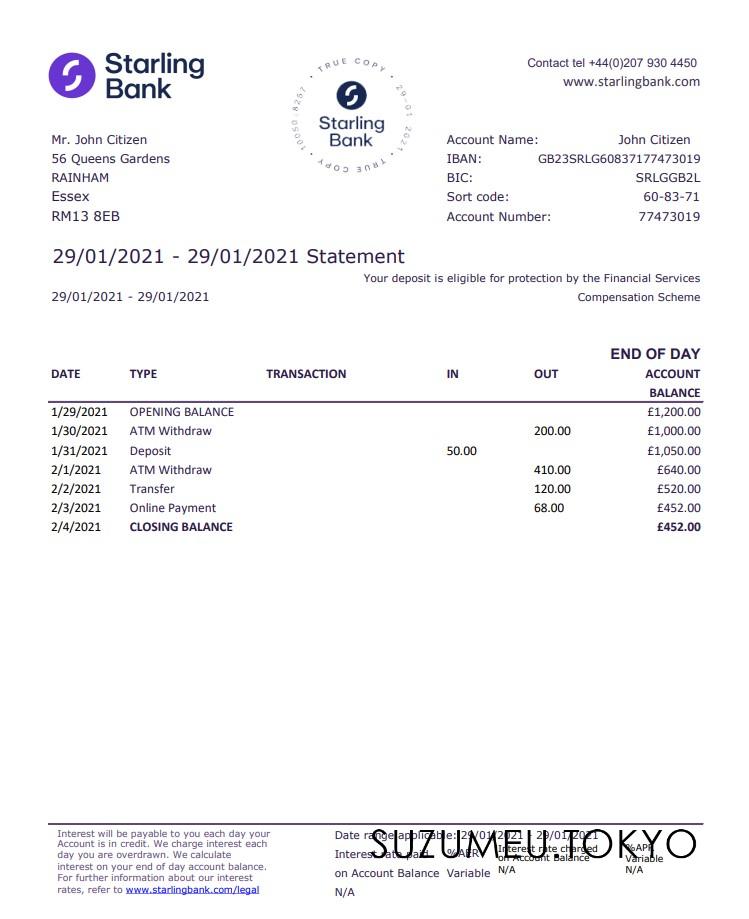 Starling
Bank
TRUE COPY • 29-01 2021 • TRUE COPY • 10050-8267
Starling
Bank
Contact tel +44(0)207 930 4450
www.starlingbank.com
Mr. John Citizen
56 Queens Gardens
RAINHAM
Essex
RM13 8EB
Account Name: John Citizen
IBAN: GB23SRLG60837177473019
BIC: SRLGGB2L
Sort code: 60-83-71
Account Number: 77473019
29/01/2021 - 29/01/2021 Statement
Your deposit is eligible for protection by the Financial Services
29/01/2021 - 29/01/2021 Compensation Scheme
END OF DAY
DATE TYPE TRANSACTION IN OUT ACCOUNT
BALANCE
1/29/2021 OPENING BALANCE £1,200.00
1/30/2021 ATM Withdraw 200.00 £1,000.00
1/31/2021 Deposit 50.00 £1,050.00
2/1/2021 ATM Withdraw 410.00 £640.00
2/2/2021 Transfer 120.00 £520.00
2/3/2021 Online Payment 68.00 £452.00
2/4/2021 CLOSING BALANCE £452.00
Interest will be payable to you each day your
Account is in credit. We charge interest each
day you are overdrawn. We calculate
interest on your end of day account balance.
For further information about our interest
rates, refer to www.starlingbank.com/legal
Date range applicable: 29/01/2021 - 29/01/2021
Interest rate paid %APR
on Account Balance Variable
N/A
Interest rate charged %APR
on Account Balance Variable
N/A N/A
SUZUMEU.TOKYO